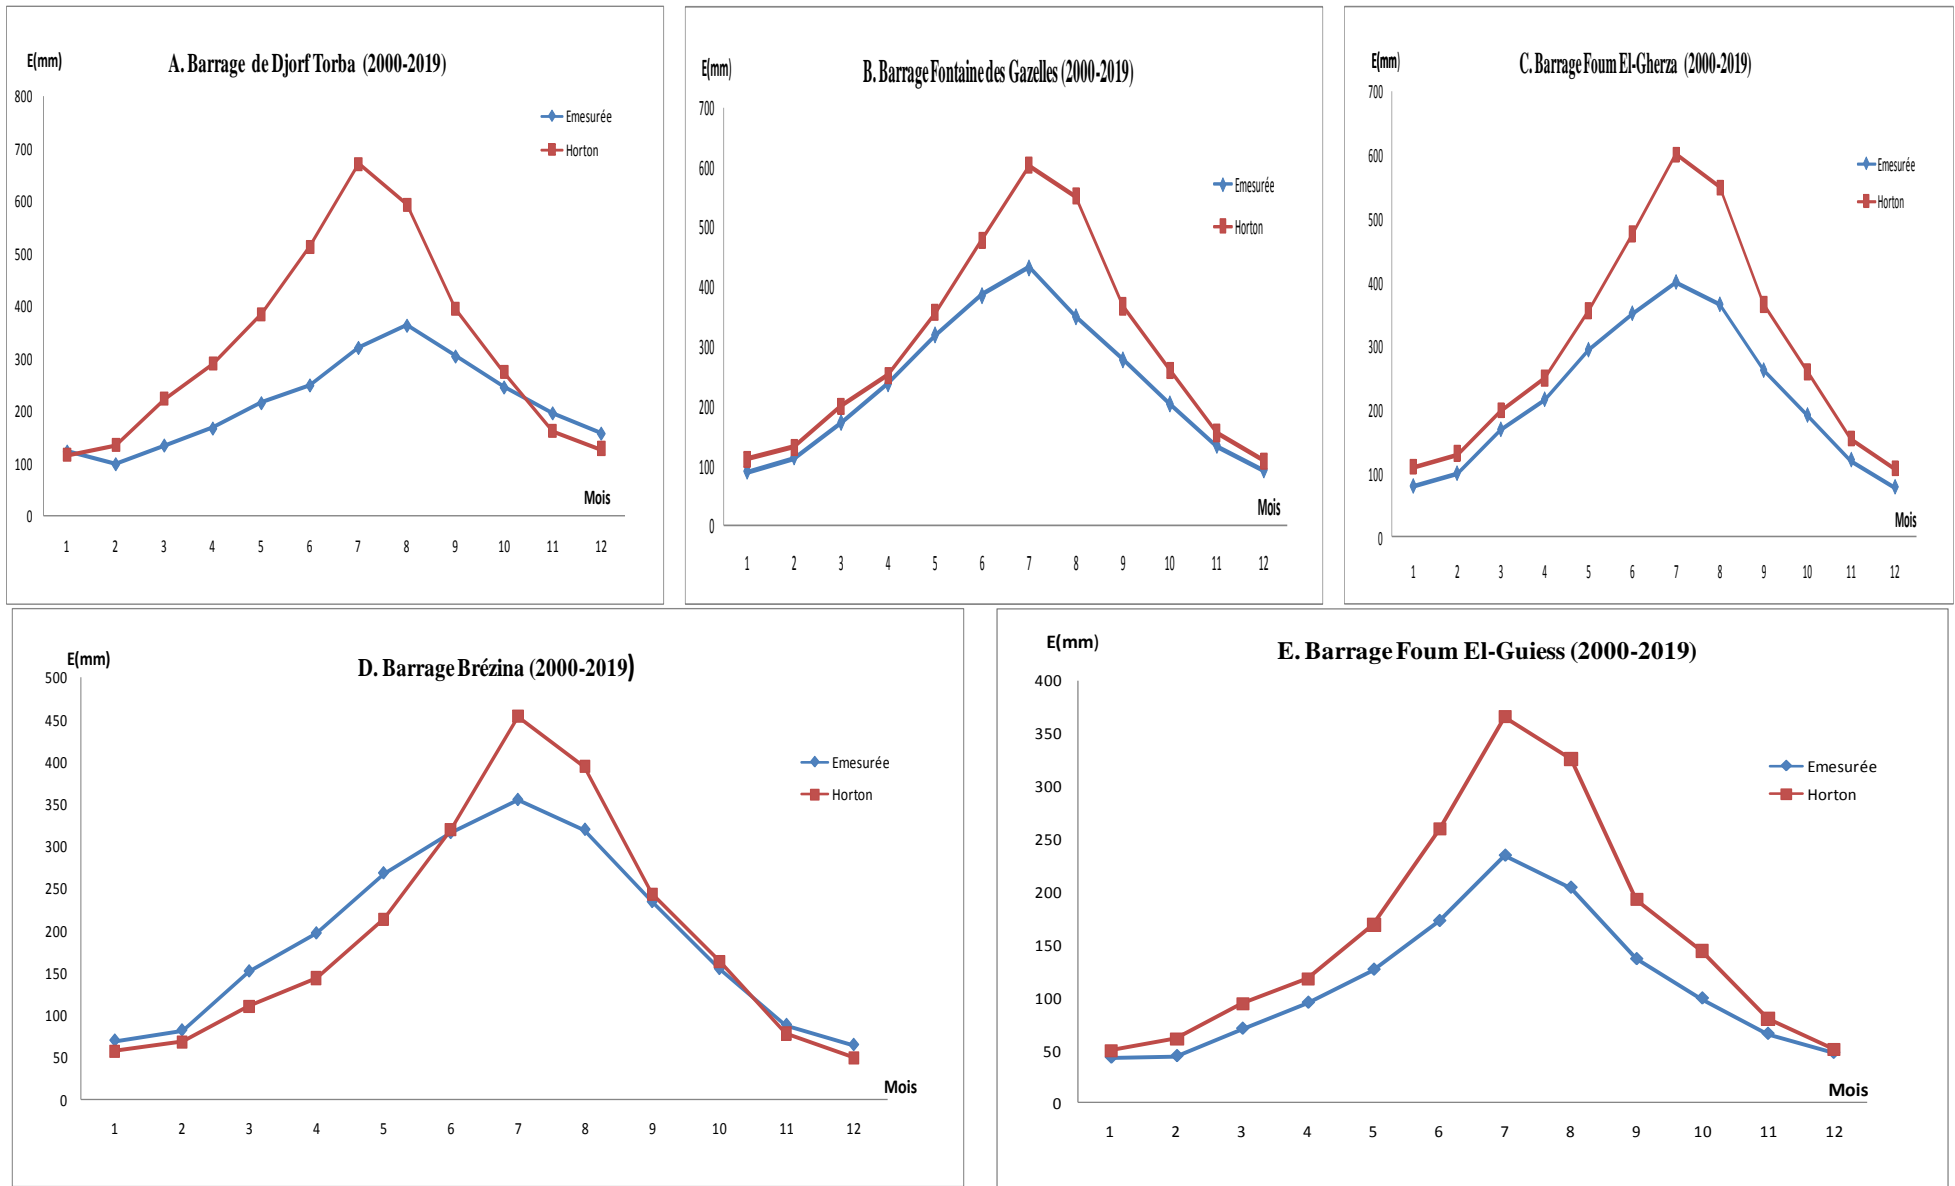 A. Barrage de Djorf Torba (2000-2019)
E(mm)
800
700
600
500
400
300
200
100
0
Emesurée
Horton
Mois
1 2 3 4 5 6 7 8 9 10 11 12
B. Barrage Fontaine des Gazelles (2000-2019)
E(mm)
700
600
500
400
300
200
100
0
Emesurée
Horton
Mois
1 2 3 4 5 6 7 8 9 10 11 12
C. Barrage Foum El-Gherza (2000-2019)
E(mm)
700
600
500
400
300
200
100
0
Emesurée
Horton
Mois
1 2 3 4 5 6 7 8 9 10 11 12
D. Barrage Brézina (2000-2019)
E(mm)
500
450
400
350
300
250
200
150
100
50
0
Emesurée
Horton
Mois
1 2 3 4 5 6 7 8 9 10 11 12
E. Barrage Foum El-Guiess (2000-2019)
E(mm)
400
350
300
250
200
150
100
50
0
Emesurée
Horton
Mois
1 2 3 4 5 6 7 8 9 10 11 12